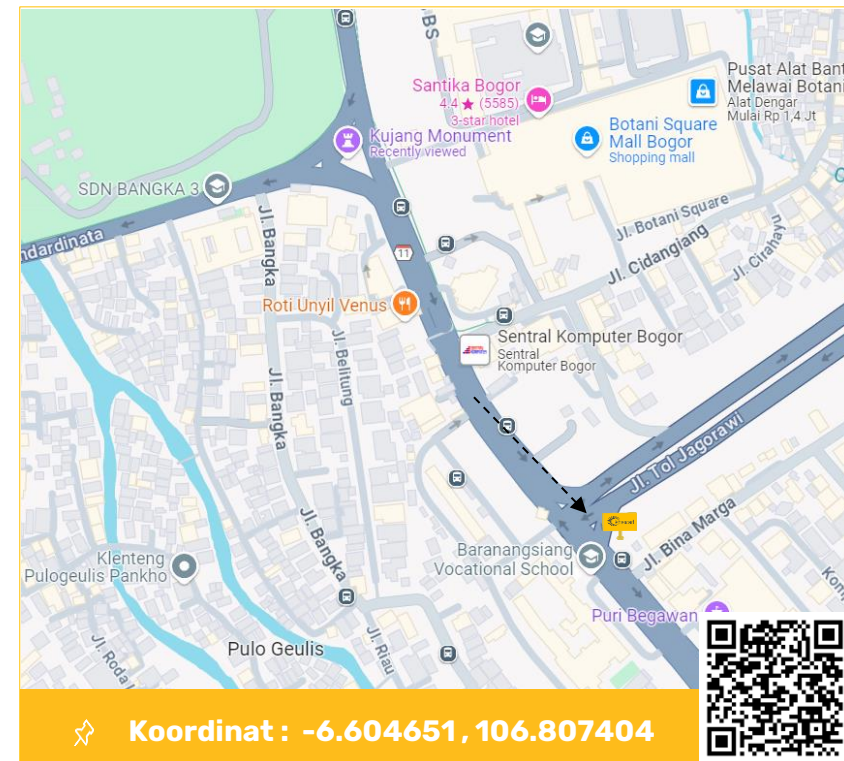 BS
Santika Bogor
4.4 ★ (5585)
3-star hotel
Pusat Alat Bant
Melawai Botani
Alat Dengar
Mulai Rp 1,4 Jt
Kujang Monument
Recently viewed
Botani Square
Mall Bogor
Shopping mall
SDN BANGKA 3
Jl. Botani Square
Jl. Cidangiang
Jl. Cirahayu
ndardinata
Jl. Bangka
11
Roti Unyil Venus
Jl. Belitung
Sentral Komputer Bogor
Sentral
Komputer Bogor
Jl. Bangka
Jl. Tol Jagorawi
Jl. Bangka
Baranangsiang
Vocational School
Jl. Bina Marga
Klenteng
Pulogeulis Pankho
Kom
Puri Begawan
Jl. Roda
Pulo Geulis
Jl. Riau
Koordinat : -6.604651 , 106.807404